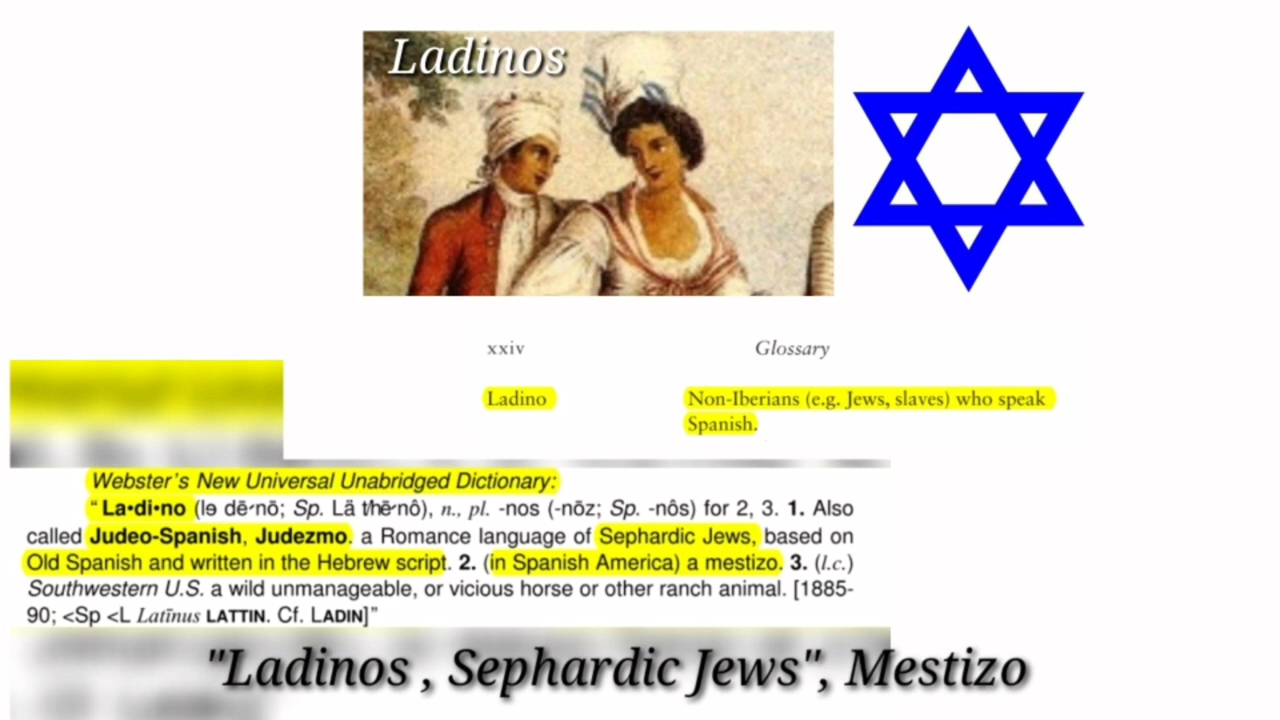 Ladinos
xxiv Glossary
Ladino Non-Iberians (e.g. Jews, slaves) who speak
Spanish.
Webster's New Universal Unabridged Dictionary:
"La•di•no (lə dē′nō; Sp. Lä t͟hē′nô), n., pl. -nos (-nōz; Sp. -nôs) for 2, 3. 1. Also
called Judeo-Spanish, Judezmo. a Romance language of Sephardic Jews, based on
Old Spanish and written in the Hebrew script. 2. (in Spanish America) a mestizo. 3. (l.c.)
Southwestern U.S. a wild unmanageable, or vicious horse or other ranch animal. [1885-
90; <Sp <L Latīnus LATTIN. Cf. LADIN]"
"Ladinos , Sephardic Jews", Mestizo